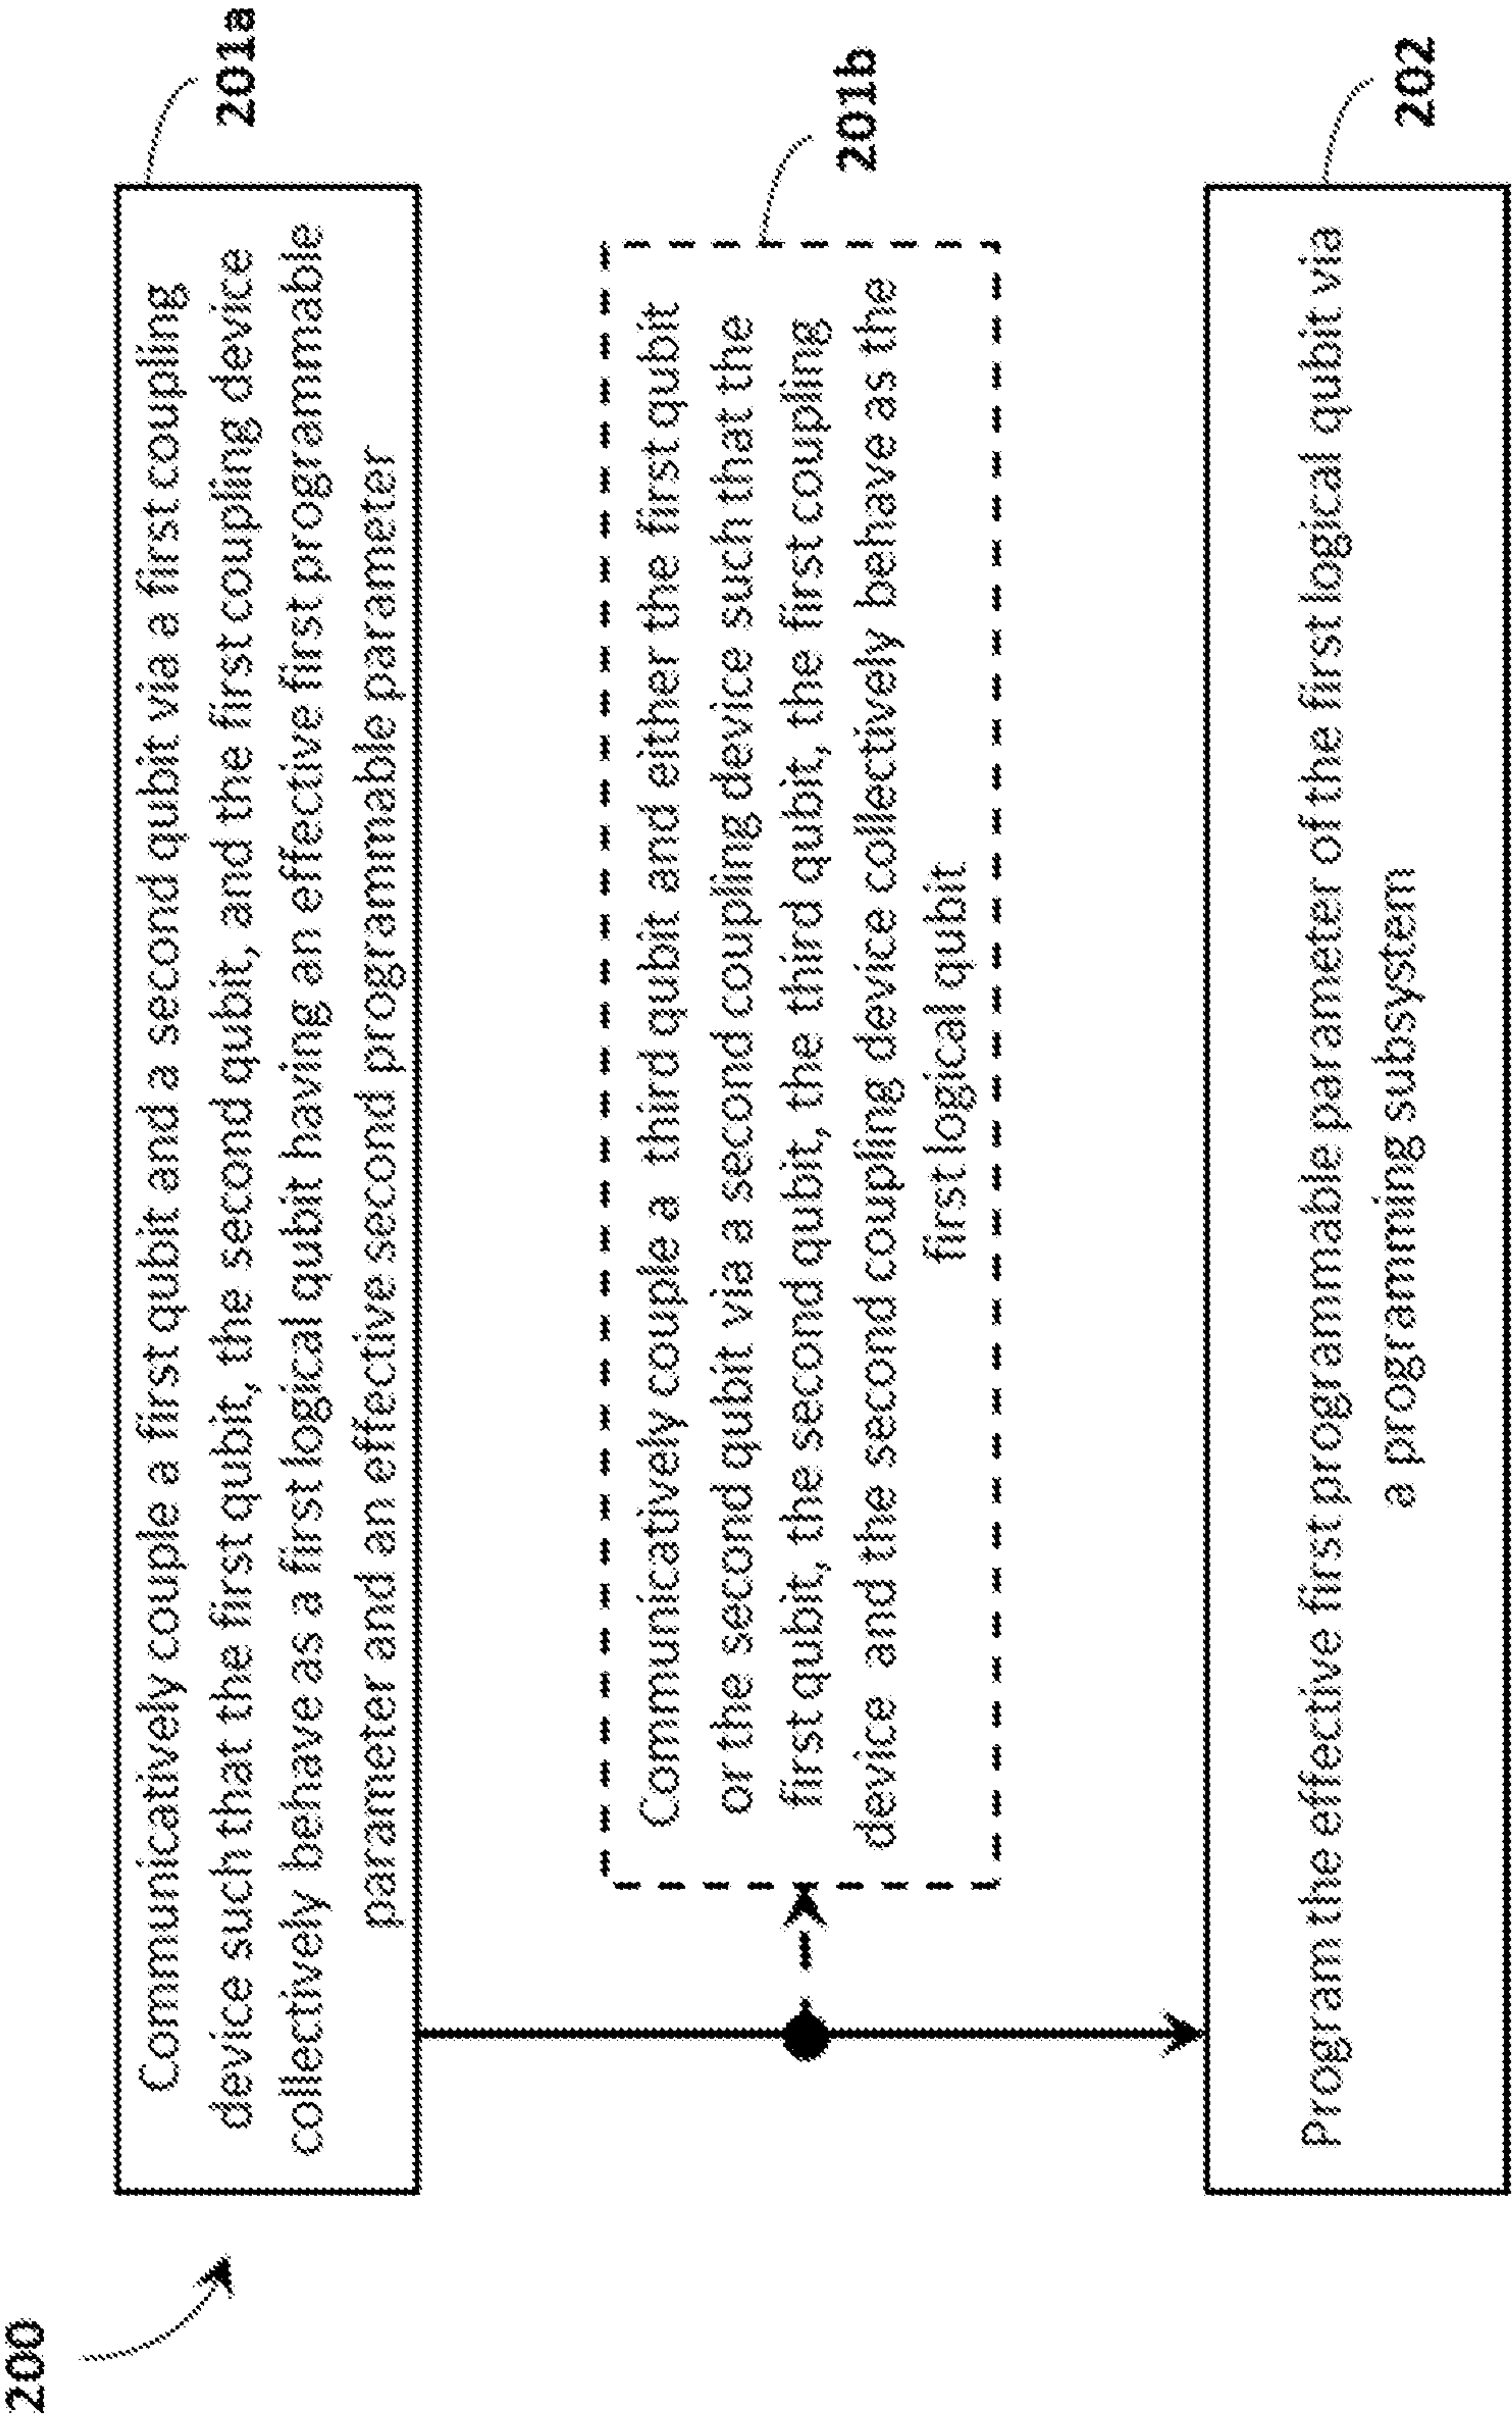 200
201a
Communicatively couple a first qubit and a second qubit via a first coupling
device such that the first qubit, the second qubit, and the first coupling device
collectively behave as a first logical qubit having an effective first programmable
parameter and an effective second programmable parameter
201b
Communicatively couple a third qubit and either the first qubit
or the second qubit via a second coupling device such that the
first qubit, the second qubit, the third qubit, the first coupling
device and the second coupling device collectively behave as the
first logical qubit
202
Program the effective first programmable parameter of the first logical qubit via
a programming subsystem